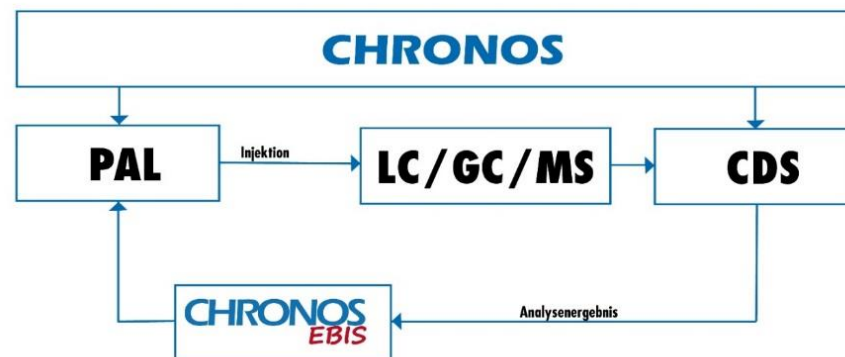 CHRONOS
PAL
Injektion
LC/GC/MS
CDS
CHRONOS
EBIS
Analysenergebnis